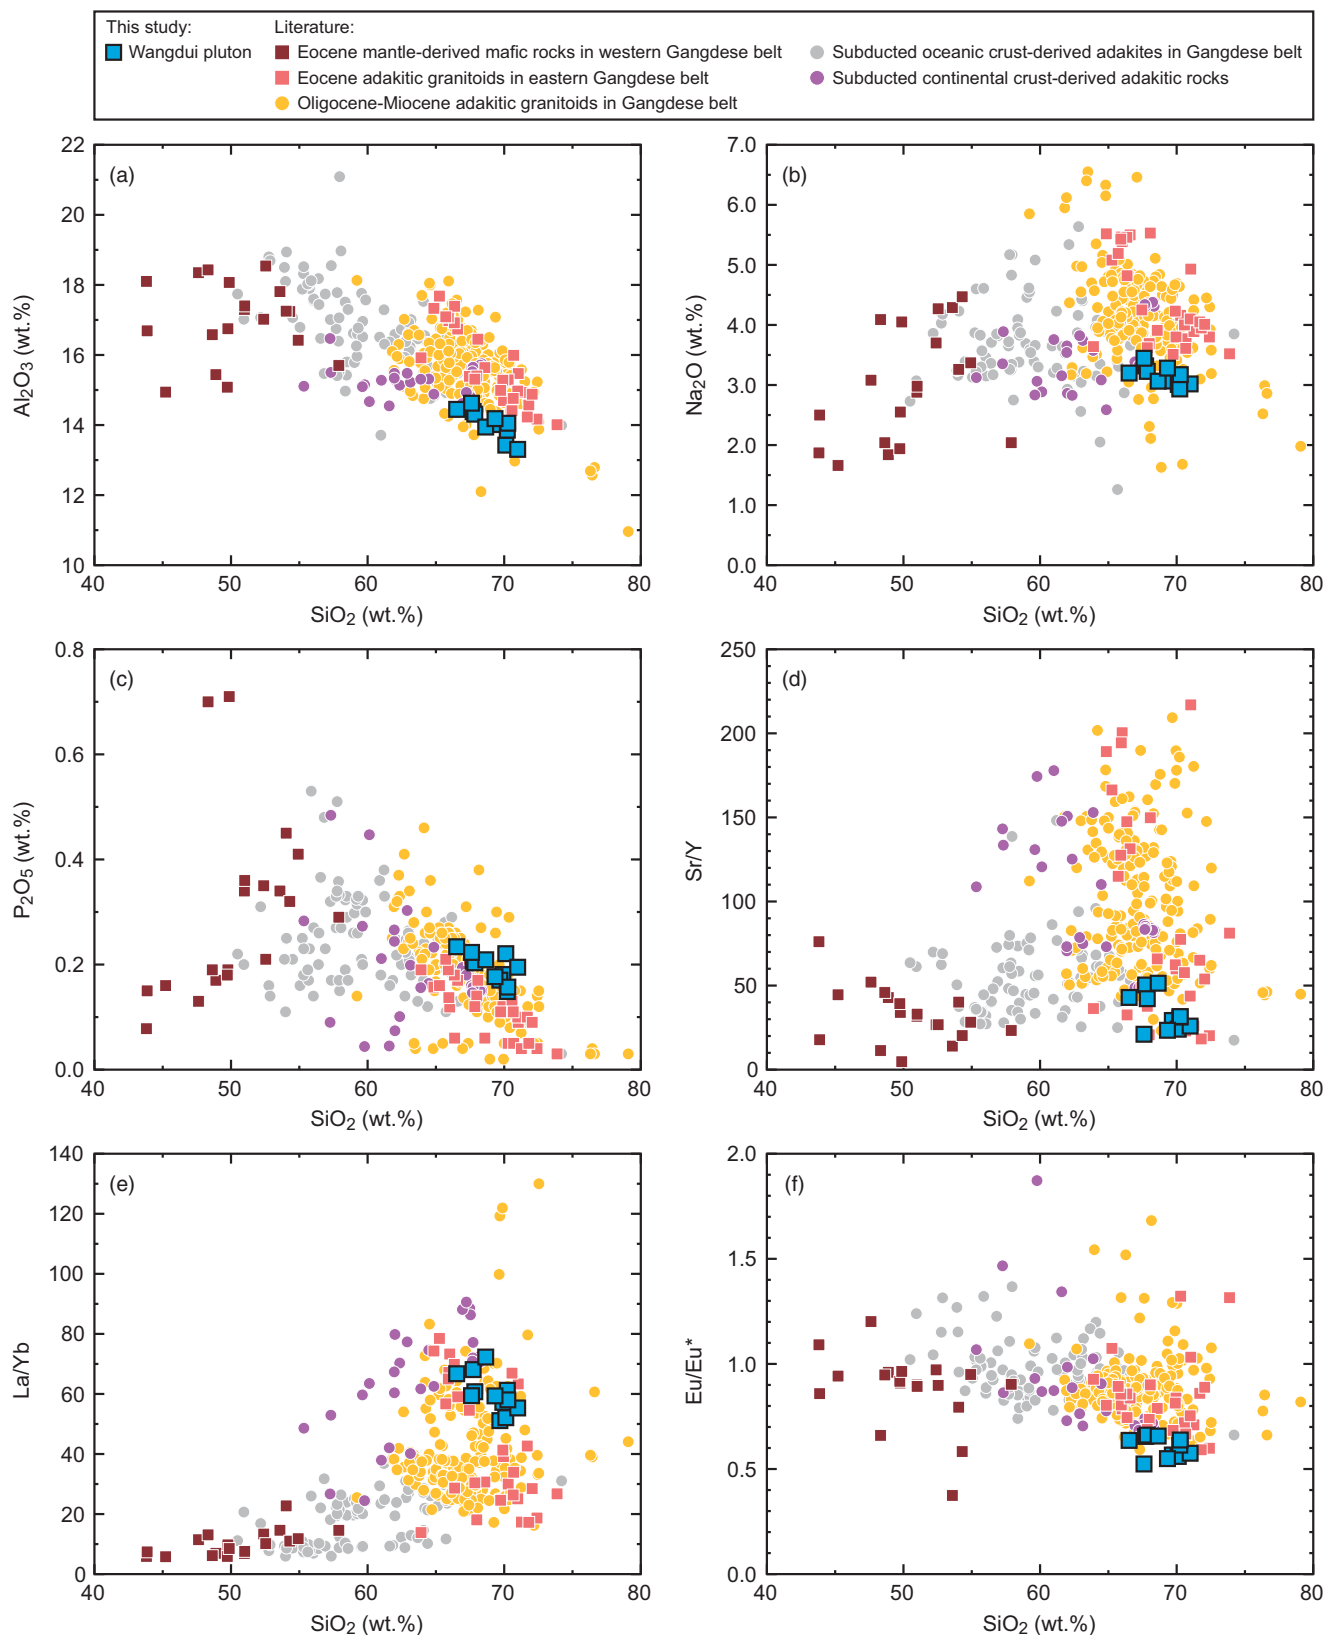 This study:
Literature:
Wangdui pluton
Eocene mantle-derived mafic rocks in western Gangdese belt
Subducted oceanic crust-derived adakites in Gangdese belt
Eocene adakitic granitoids in eastern Gangdese belt
Subducted continental crust-derived adakitic rocks
Oligocene-Miocene adakitic granitoids in Gangdese belt
(a)
Al2O3 (wt.%)
22
20
18
16
14
12
10
40 50 60 70 80
SiO2 (wt.%)
(b)
Na2O (wt.%)
7.0
6.0
5.0
4.0
3.0
2.0
1.0
0.0
40 50 60 70 80
SiO2 (wt.%)
(c)
P2O5 (wt.%)
0.8
0.6
0.4
0.2
0.0
40 50 60 70 80
SiO2 (wt.%)
(d)
Sr/Y
250
200
150
100
50
0
40 50 60 70 80
SiO2 (wt.%)
(e)
La/Yb
140
120
100
80
60
40
20
0
40 50 60 70 80
SiO2 (wt.%)
(f)
Eu/Eu*
2.0
1.5
1.0
0.5
0.0
40 50 60 70 80
SiO2 (wt.%)